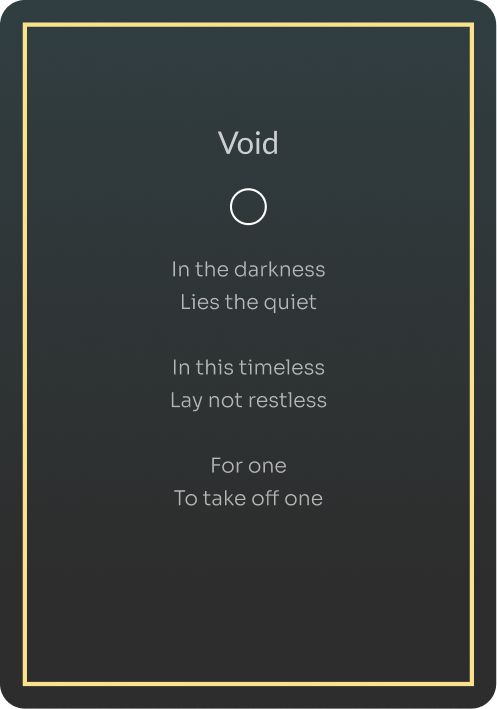 Void
In the darkness
Lies the quiet
In this timeless
Lay not restless
For one
To take off one